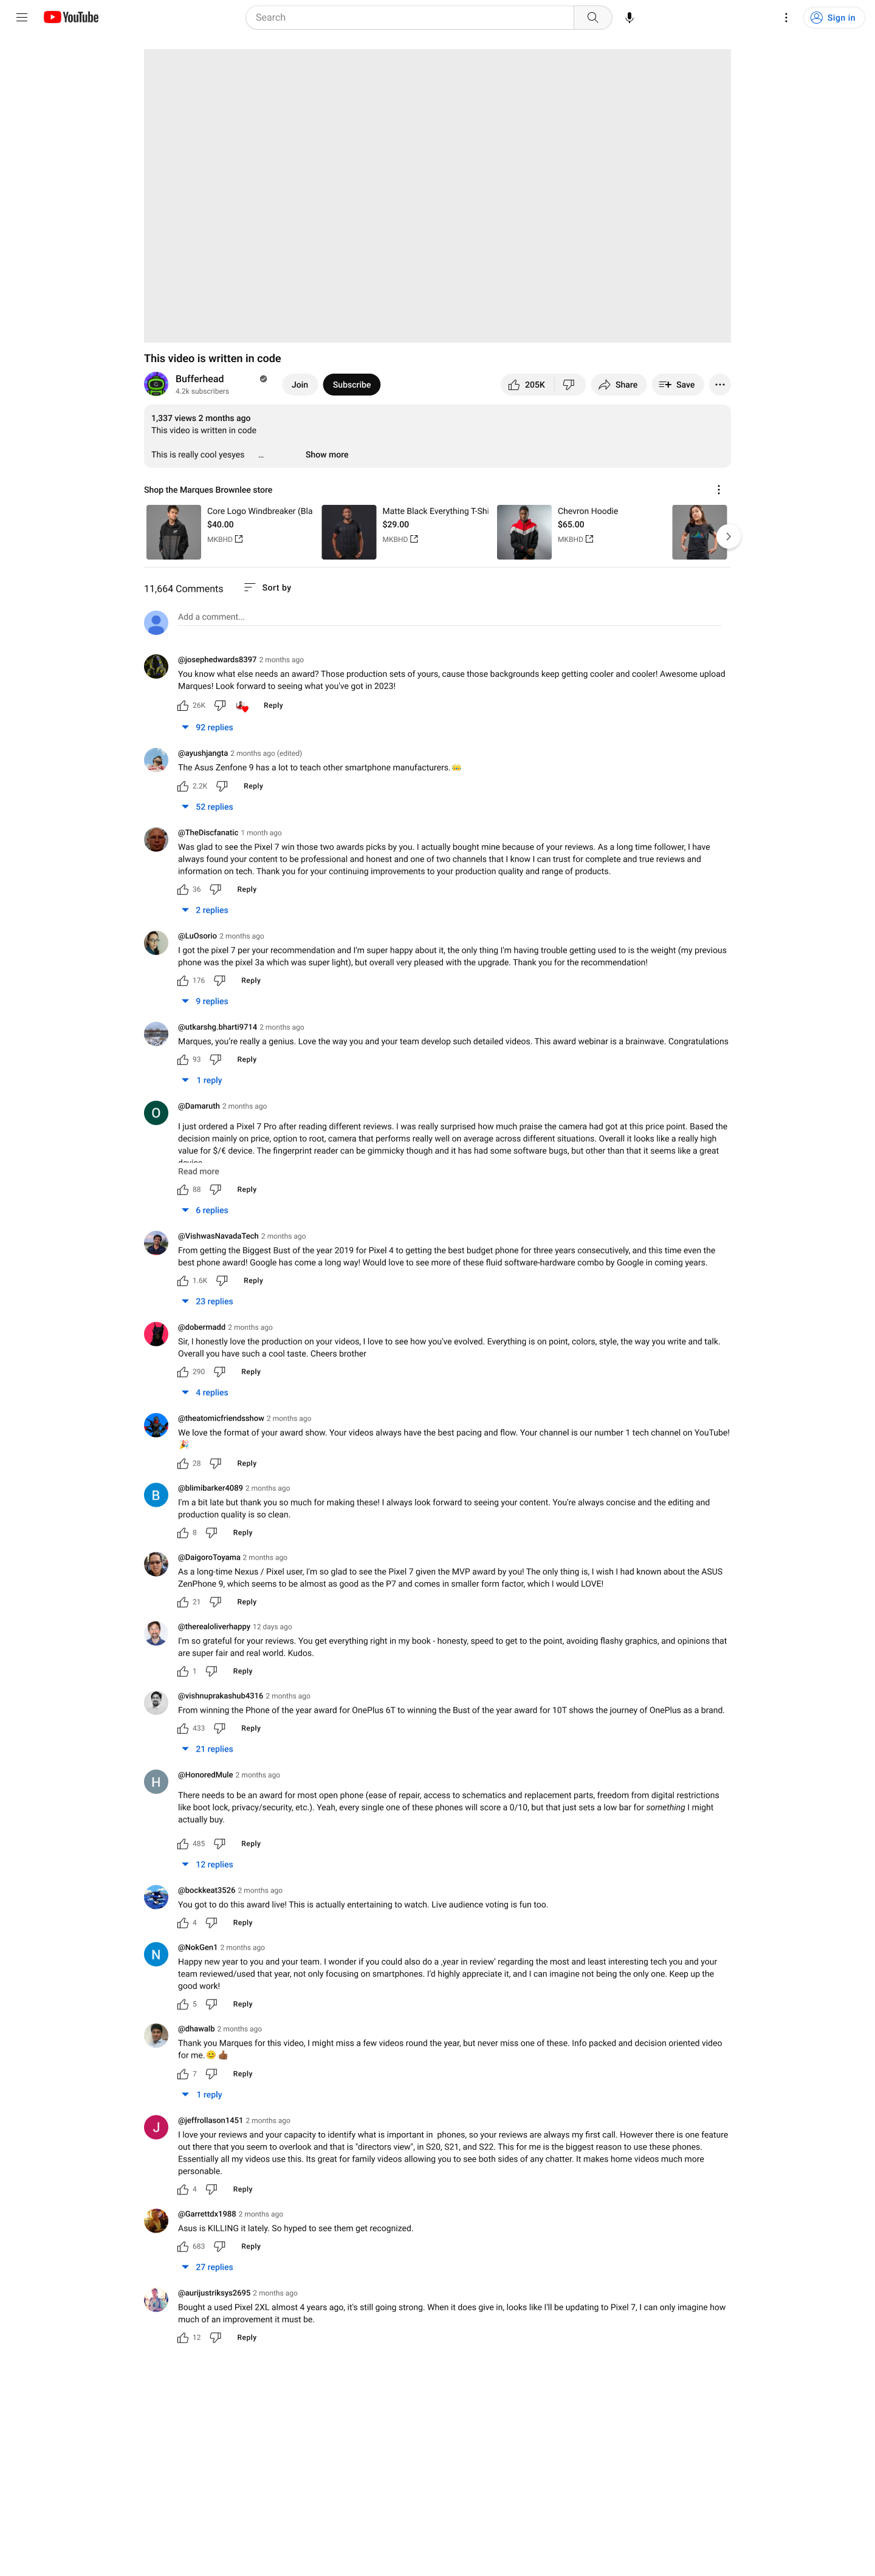 YouTube
Search
Sign in
This video is written in code
Bufferhead
4.2k subscribers
Join
Subscribe
205K
Share
Save
1,337 views 2 months ago
This video is written in code
This is really cool yesyes ... Show more
Shop the Marques Brownlee store
Core Logo Windbreaker (Bla
$40.00
MKBHD
Matte Black Everything T-Shi
$29.00
MKBHD
Chevron Hoodie
$65.00
MKBHD
11,664 Comments
Sort by
Add a comment...
@josephedwards8397 2 months ago
You know what else needs an award? Those production sets of yours, cause those backgrounds keep getting cooler and cooler! Awesome upload
Marques! Look forward to seeing what you've got in 2023!
26K Reply
92 replies
@ayushjangta 2 months ago (edited)
The Asus Zenfone 9 has a lot to teach other smartphone manufacturers.
2.2K Reply
52 replies
@TheDiscfanatic 1 month ago
Was glad to see the Pixel 7 win those two awards picks by you. I actually bought mine because of your reviews. As a long time follower, I have
always found your content to be professional and honest and one of two channels that I know I can trust for complete and true reviews and
information on tech. Thank you for your continuing improvements to your production quality and range of products.
36 Reply
2 replies
@LuOsorio 2 months ago
I got the pixel 7 per your recommendation and I'm super happy about it, the only thing I'm having trouble getting used to is the weight (my previous
phone was the pixel 3a which was super light), but overall very pleased with the upgrade. Thank you for the recommendation!
176 Reply
9 replies
@utkarshg.bharti9714 2 months ago
Marques, you’re really a genius. Love the way you and your team develop such detailed videos. This award webinar is a brainwave. Congratulations
93 Reply
1 reply
O
@Damaruth 2 months ago
I just ordered a Pixel 7 Pro after reading different reviews. I was really surprised how much praise the camera had got at this price point. Based the
decision mainly on price, option to root, camera that performs really well on average across different situations. Overall it looks like a really high
value for $/€ device. The fingerprint reader can be gimmicky though and it has had some software bugs, but other than that it seems like a great
device
Read more
88 Reply
6 replies
@VishwasNavadaTech 2 months ago
From getting the Biggest Bust of the year 2019 for Pixel 4 to getting the best budget phone for three years consecutively, and this time even the
best phone award! Google has come a long way! Would love to see more of these fluid software-hardware combo by Google in coming years.
1.6K Reply
23 replies
@dobermadd 2 months ago
Sir, I honestly love the production on your videos, I love to see how you've evolved. Everything is on point, colors, style, the way you write and talk.
Overall you have such a cool taste. Cheers brother
290 Reply
4 replies
@theatomicfriendsshow 2 months ago
We love the format of your award show. Your videos always have the best pacing and flow. Your channel is our number 1 tech channel on YouTube!
🎉
28 Reply
B
@blimibarker4089 2 months ago
I'm a bit late but thank you so much for making these! I always look forward to seeing your content. You're always concise and the editing and
production quality is so clean.
8 Reply
@DaigoroToyama 2 months ago
As a long-time Nexus / Pixel user, I'm so glad to see the Pixel 7 given the MVP award by you! The only thing is, I wish I had known about the ASUS
ZenPhone 9, which seems to be almost as good as the P7 and comes in smaller form factor, which I would LOVE!
21 Reply
@therealoliverhappy 12 days ago
I'm so grateful for your reviews. You get everything right in my book - honesty, speed to get to the point, avoiding flashy graphics, and opinions that
are super fair and real world. Kudos.
1 Reply
@vishnuprakashub4316 2 months ago
From winning the Phone of the year award for OnePlus 6T to winning the Bust of the year award for 10T shows the journey of OnePlus as a brand.
433 Reply
21 replies
H
@HonoredMule 2 months ago
There needs to be an award for most open phone (ease of repair, access to schematics and replacement parts, freedom from digital restrictions
like boot lock, privacy/security, etc.). Yeah, every single one of these phones will score a 0/10, but that just sets a low bar for something I might
actually buy.
485 Reply
12 replies
@bockkeat3526 2 months ago
You got to do this award live! This is actually entertaining to watch. Live audience voting is fun too.
4 Reply
N
@NokGen1 2 months ago
Happy new year to you and your team. I wonder if you could also do a ‚year in review‘ regarding the most and least interesting tech you and your
team reviewed/used that year, not only focusing on smartphones. I‘d highly appreciate it, and I can imagine not being the only one. Keep up the
good work!
5 Reply
@dhawalb 2 months ago
Thank you Marques for this video, I might miss a few videos round the year, but never miss one of these. Info packed and decision oriented video
for me.😊👍🏾
7 Reply
1 reply
J
@jeffrollason1451 2 months ago
I love your reviews and your capacity to identify what is important in phones, so your reviews are always my first call. However there is one feature
out there that you seem to overlook and that is "directors view", in S20, S21, and S22. This for me is the biggest reason to use these phones.
Essentially all my videos use this. Its great for family videos allowing you to see both sides of any chatter. It makes home videos much more
personable.
4 Reply
@Garrettdx1988 2 months ago
Asus is KILLING it lately. So hyped to see them get recognized.
683 Reply
27 replies
@aurijustriksys2695 2 months ago
Bought a used Pixel 2XL almost 4 years ago, it's still going strong. When it does give in, looks like I'll be updating to Pixel 7, I can only imagine how
much of an improvement it must be.
12 Reply